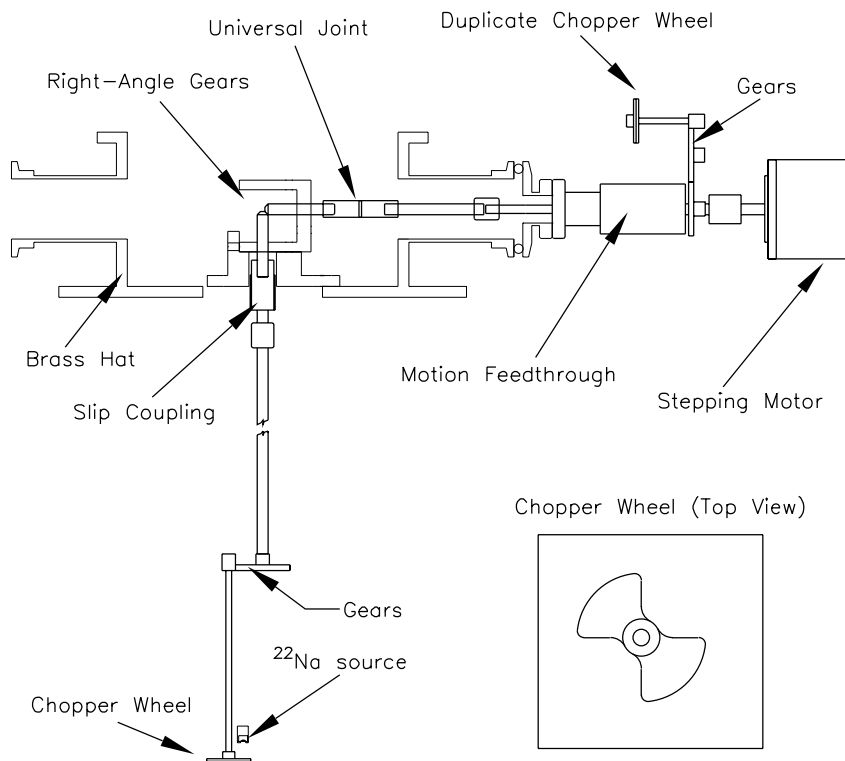 Universal Joint
Duplicate Chopper Wheel
Right-Angle Gears
Gears
Brass Hat
Slip Coupling
Motion Feedthrough
Stepping Motor
Chopper Wheel (Top View)
Gears
²²Na source
Chopper Wheel